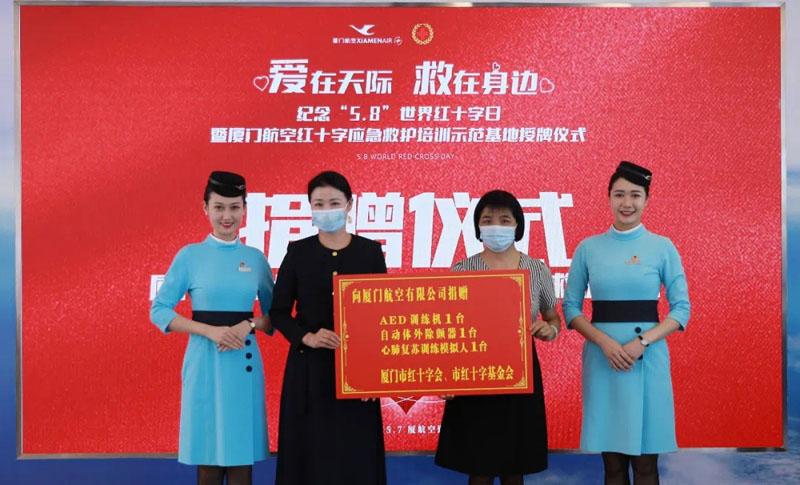 厦门航空 XIAMENAIR
爱在天际 救在身边
纪念“5.8”世界红十字日
暨厦门航空红十字应急救护培训示范基地授牌仪式
5.8 WORLD RED CROSS DAY
捐赠仪式
向厦门航空有限公司捐赠
AED训练机1台
自动体外除颤器1台
心肺复苏训练模拟人1台
厦门市红十字会、市红十字基金会
5.7 厦航空